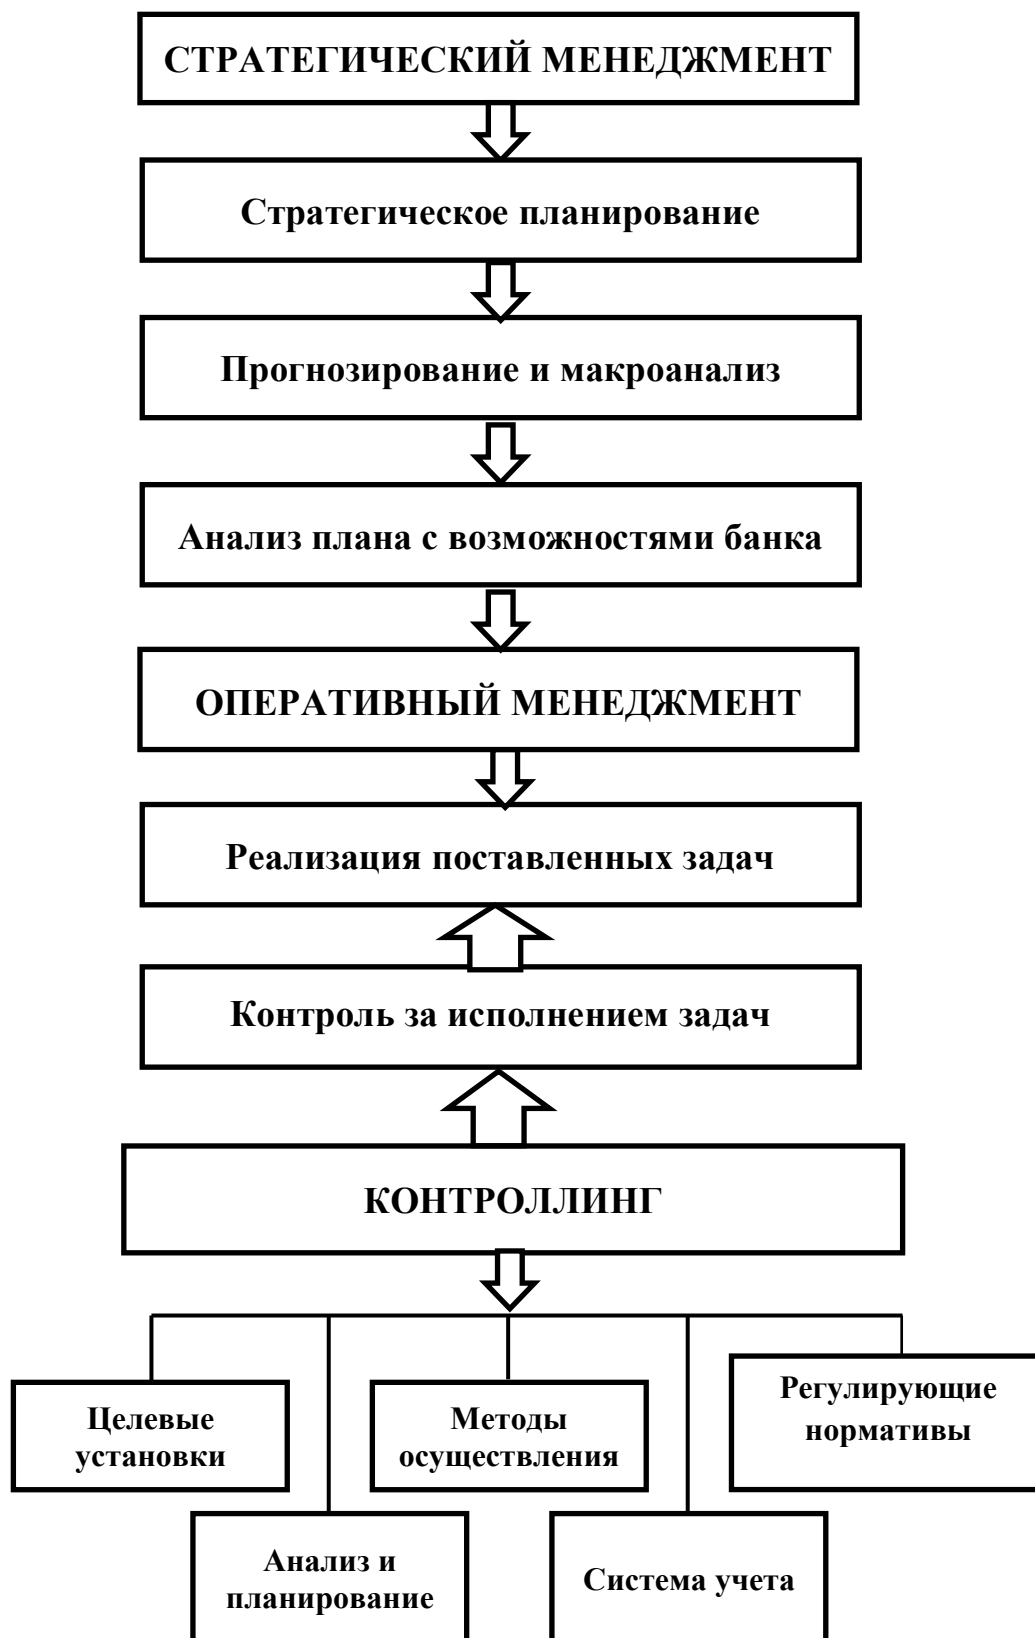 СТРАТЕГИЧЕСКИЙ МЕНЕДЖМЕНТ
Стратегическое планирование
Прогнозирование и макроанализ
Анализ плана с возможностями банка
ОПЕРАТИВНЫЙ МЕНЕДЖМЕНТ
Реализация поставленных задач
Контроль за исполнением задач
КОНТРОЛЛИНГ
Целевые
установки
Методы
осуществления
Регулирующие
нормативы
Анализ и
планирование
Система учета